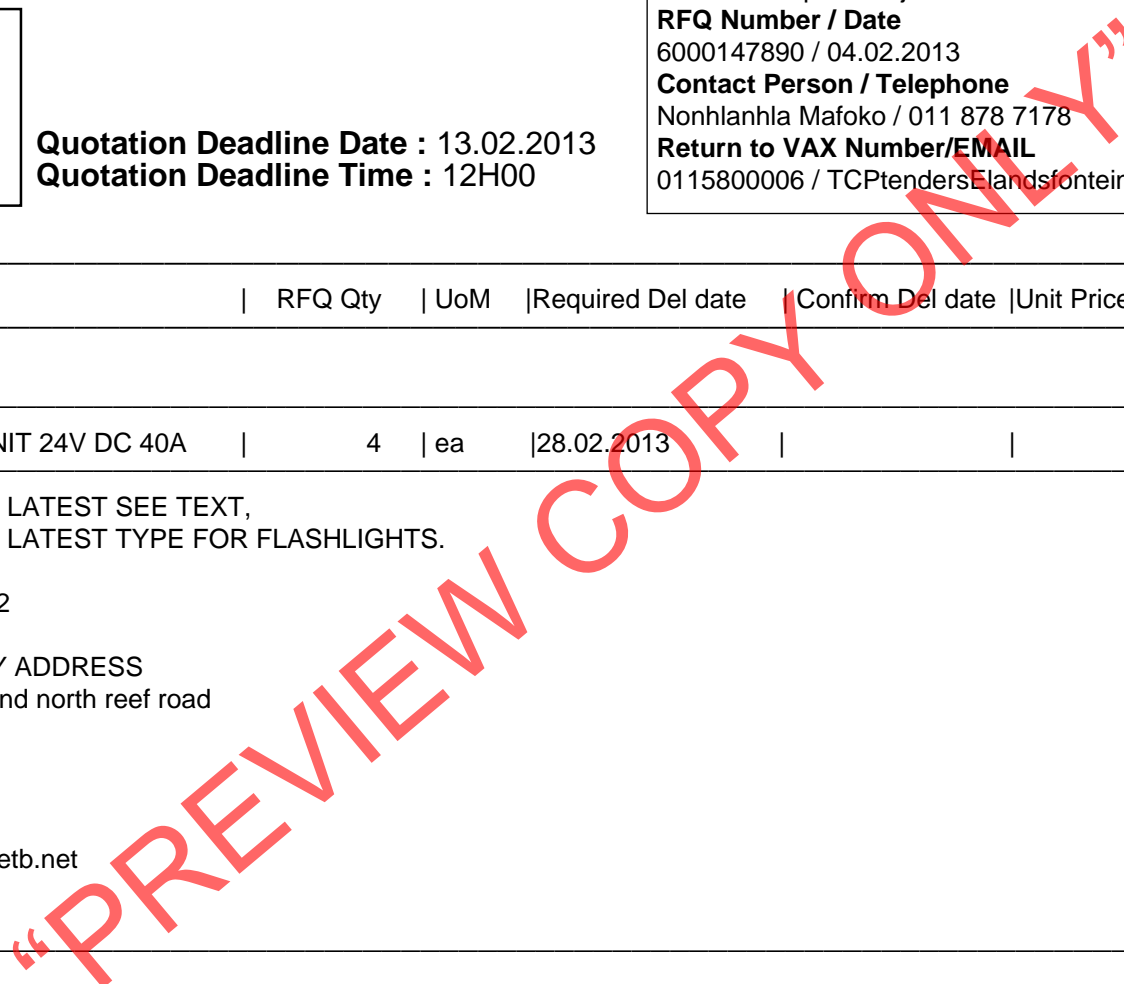 RFQ Number / Date
6000147890 / 04.02.2013
Contact Person / Telephone
Nonhlanhla Mafoko / 011 878 7178
Return to VAX Number/EMAIL
0115800006 / TCPtendersElandsfontein
Quotation Deadline Date : 13.02.2013
Quotation Deadline Time : 12H00
| RFQ Qty | UoM |Required Del date | Confirm Del date |Unit Price
NIT 24V DC 40A | 4 | ea |28.02.2013 | |
LATEST SEE TEXT,
LATEST TYPE FOR FLASHLIGHTS.
2
Y ADDRESS
nd north reef road
etb.net
“PREVIEW COPY ONLY”